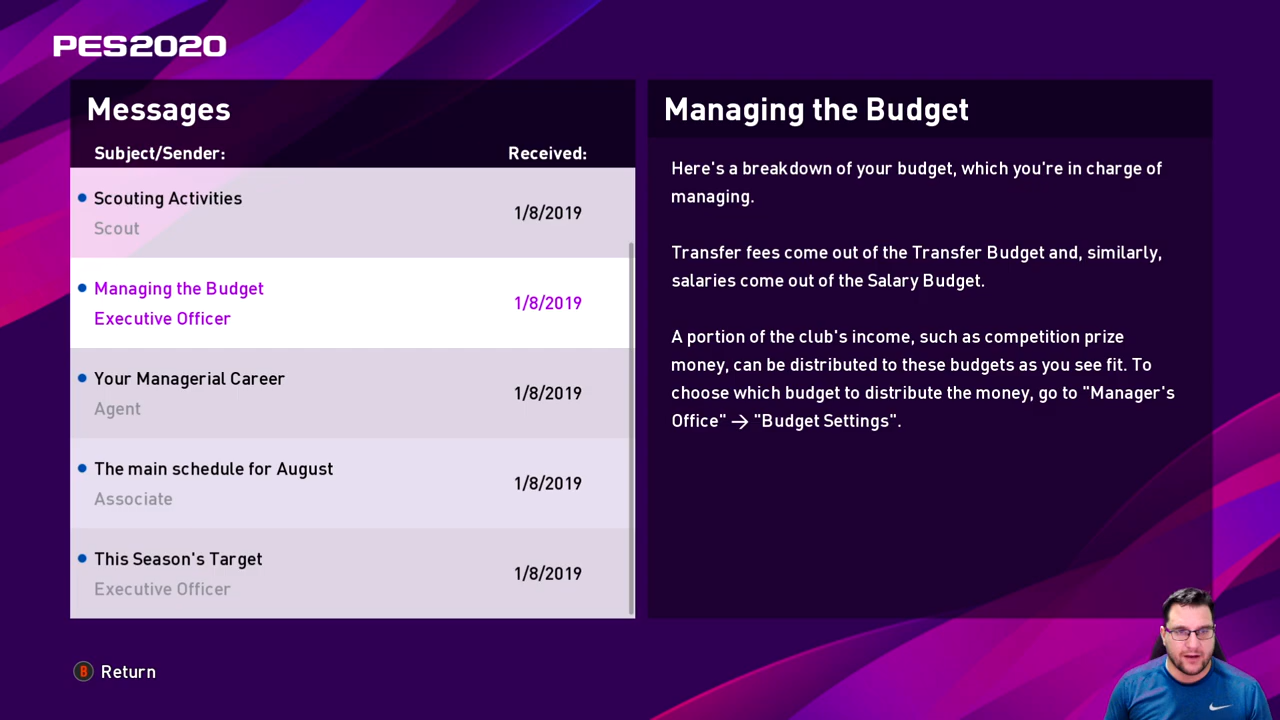 PES2020
Messages
Subject/Sender:
Received:
Scouting Activities
Scout
1/8/2019
Managing the Budget
Executive Officer
1/8/2019
Your Managerial Career
Agent
1/8/2019
The main schedule for August
Associate
1/8/2019
This Season's Target
Executive Officer
1/8/2019
Managing the Budget
Here's a breakdown of your budget, which you're in charge of
managing.
Transfer fees come out of the Transfer Budget and, similarly,
salaries come out of the Salary Budget.
A portion of the club's income, such as competition prize
money, can be distributed to these budgets as you see fit. To
choose which budget to distribute the money, go to "Manager's
Office" → "Budget Settings".
B Return